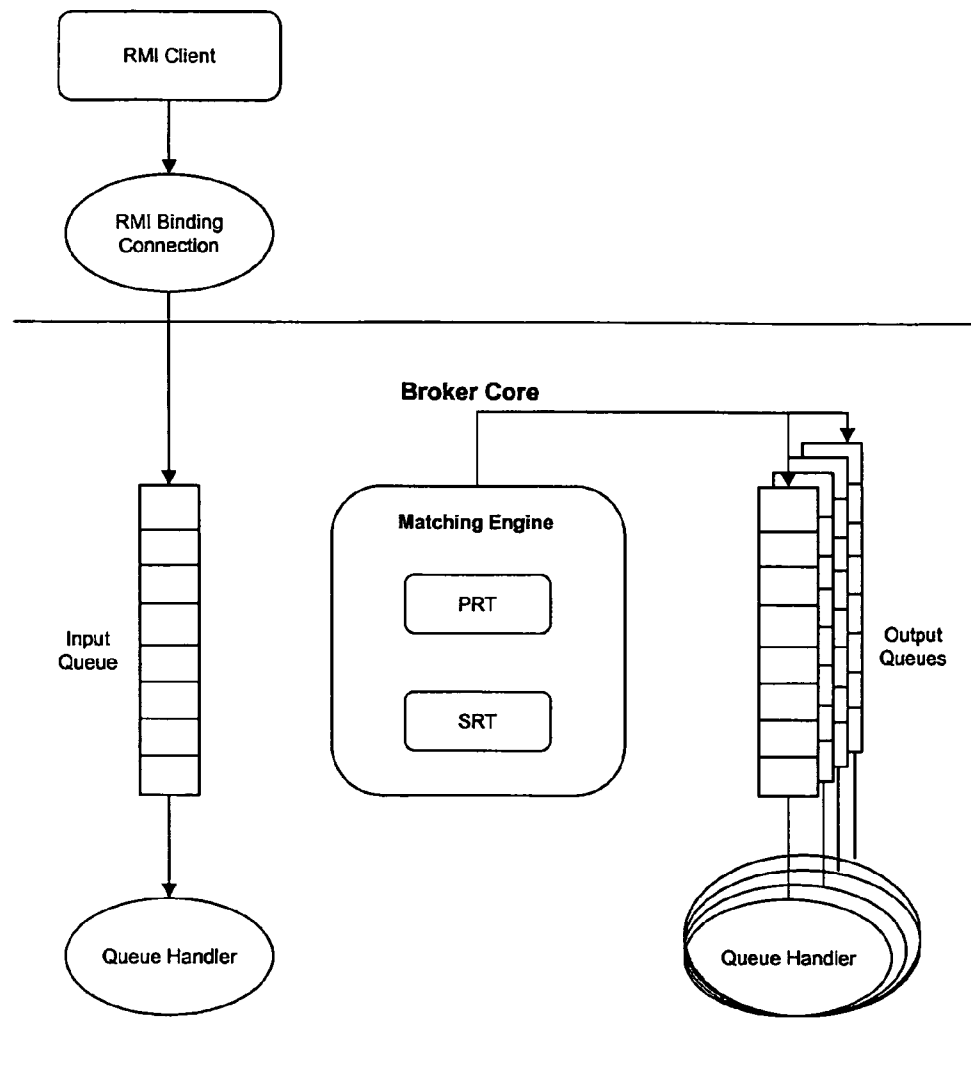 RMI Client
RMI Binding
Connection
Broker Core
Matching Engine
PRT
Input
Queue
Output
Queues
SRT
Queue Handler
Queue Handler